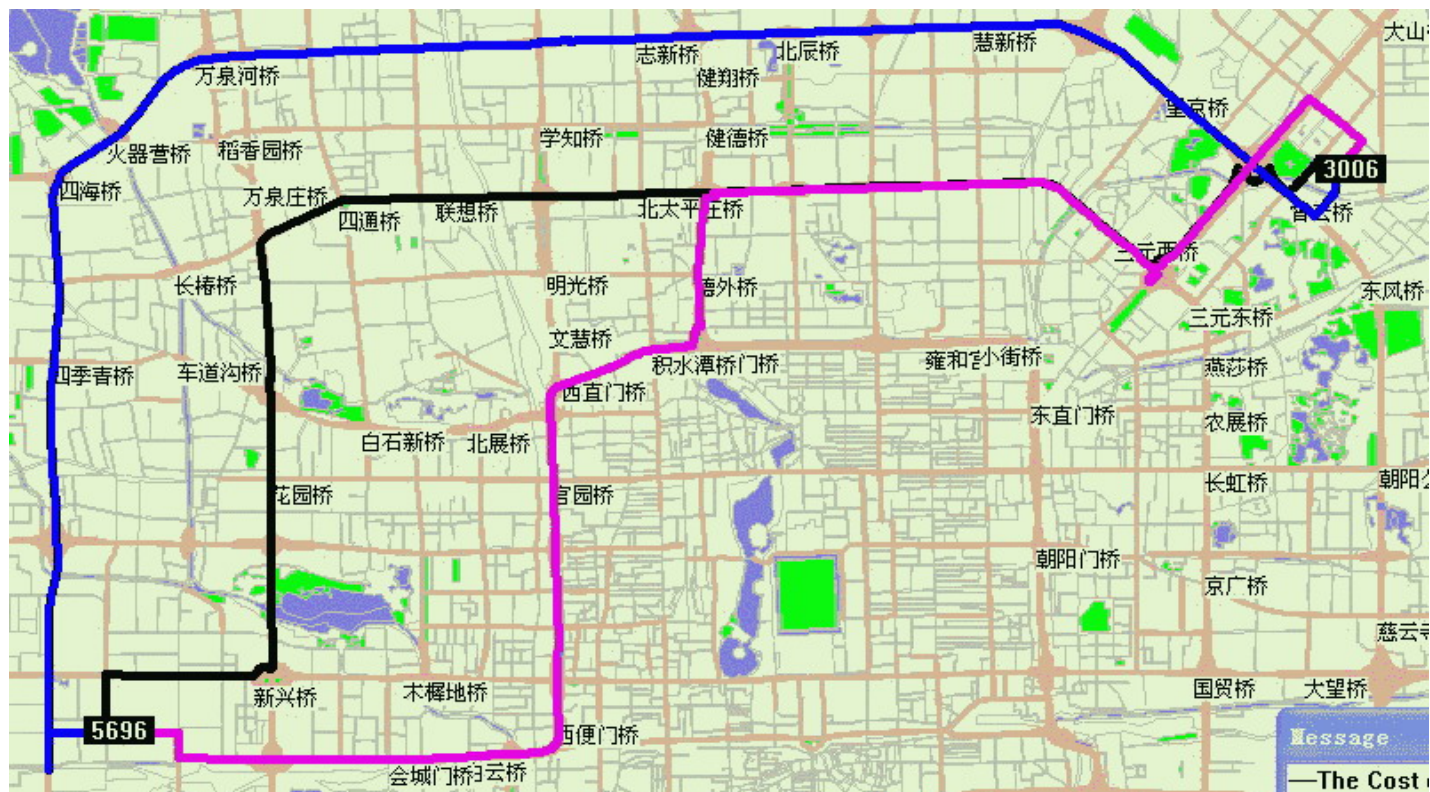 犬山
万泉河桥
志新桥
北辰桥
慧新桥
健翔桥
望京桥
火器营桥
稻香园桥
学知桥
健德桥
四海桥
万泉庄桥
四通桥
联想桥
北太平庄桥
3006
霄云桥
三元西桥
长椿桥
明光桥
德外桥
东风桥
三元东桥
文慧桥
四季青桥
车道沟桥
积水潭桥门桥
雍和宫小街桥
燕莎桥
西直门桥
白石新桥
北展桥
东直门桥
农展桥
花园桥
官园桥
长虹桥
朝阳公
朝阳门桥
京广桥
慈云寺
新兴桥
木樨地桥
国贸桥
大望桥
5696
西便门桥
会城门桥
云桥
Message
—The Cost